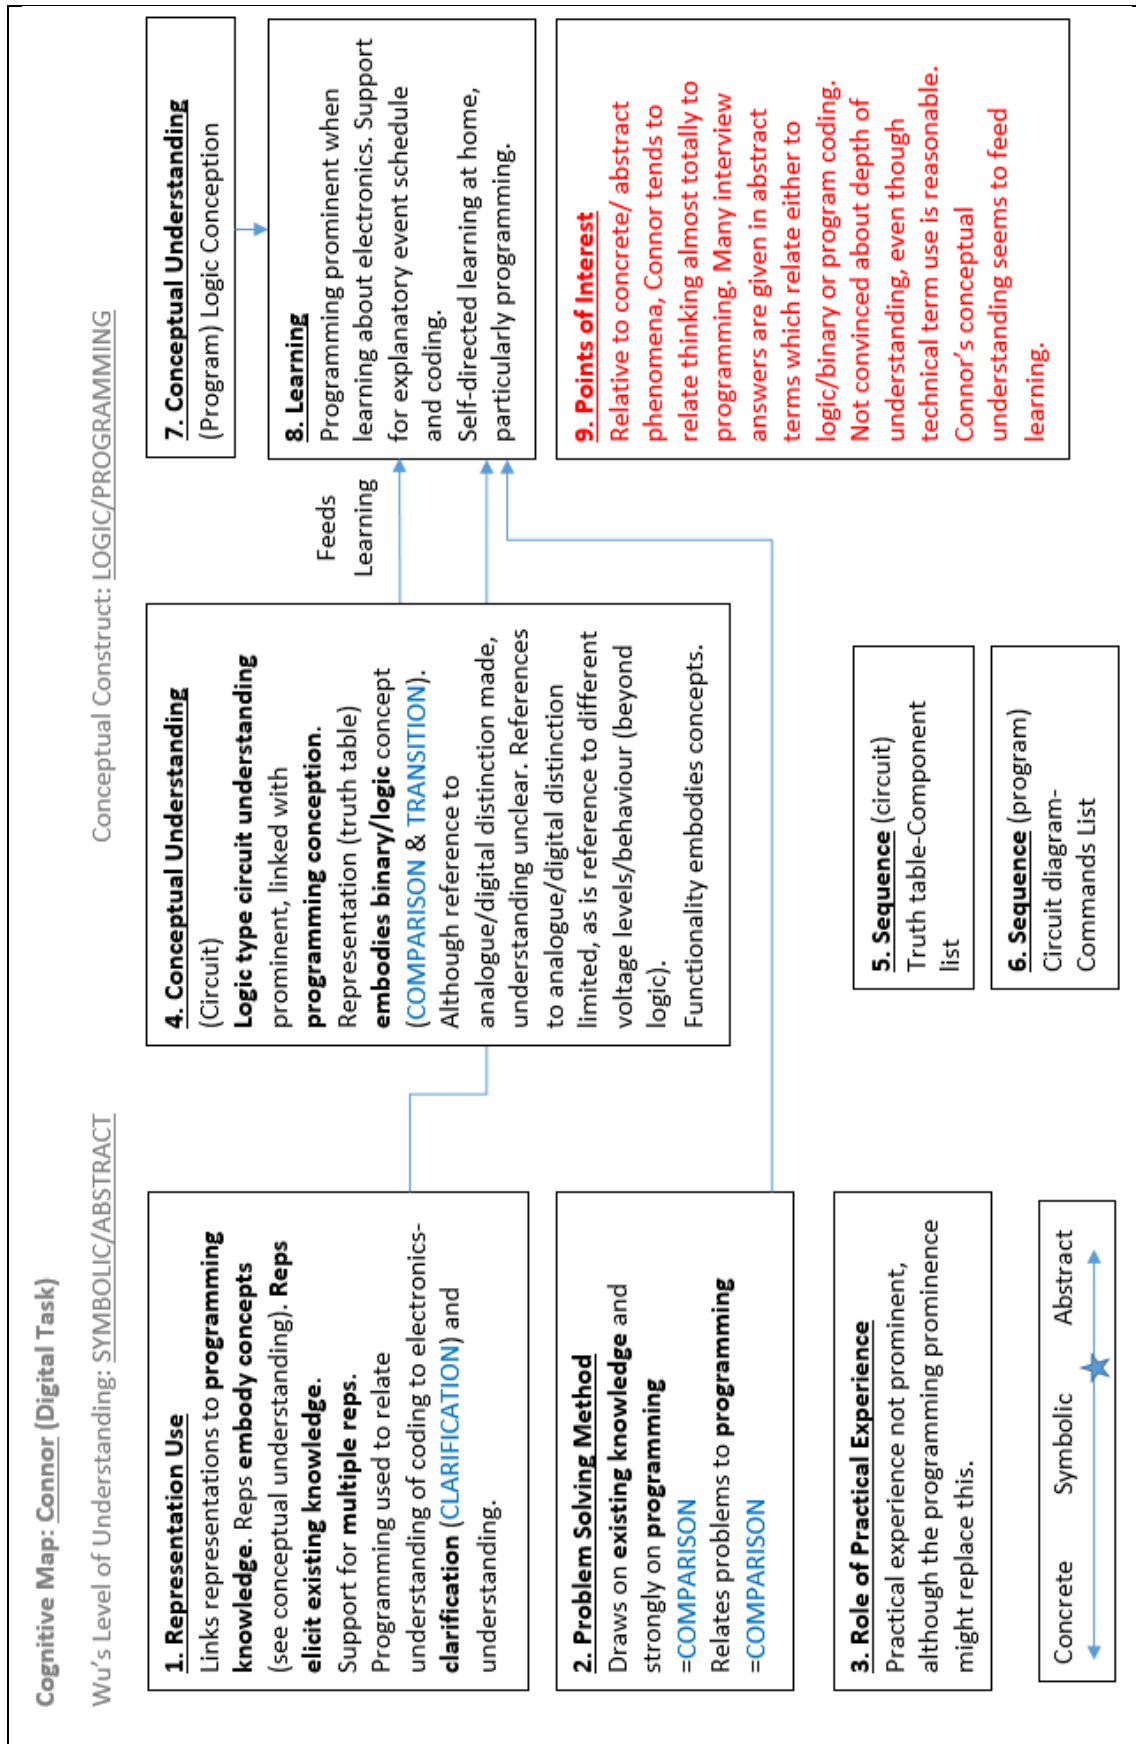 Cognitive Map: Connor (Digital Task)
Wu's Level of Understanding: SYMBOLIC/ABSTRACT
Conceptual Construct: LOGIC/PROGRAMMING
1. Representation Use
Links representations to programming
knowledge. Reps embody concepts
(see conceptual understanding). Reps
elicit existing knowledge.
Support for multiple reps.
Programming used to relate
understanding of coding to electronics-
clarification (CLARIFICATION) and
understanding.
2. Problem Solving Method
Draws on existing knowledge and
strongly on programming
=COMPARISON
Relates problems to programming
=COMPARISON
3. Role of Practical Experience
Practical experience not prominent,
although the programming prominence
might replace this.
Concrete Symbolic Abstract
4. Conceptual Understanding
(Circuit)
Logic type circuit understanding
prominent, linked with
programming conception.
Representation (truth table)
embodies binary/logic concept
(COMPARISON & TRANSITION).
Although reference to
analogue/digital distinction made,
understanding unclear. References
to analogue/digital distinction
limited, as is reference to different
voltage levels/behaviour (beyond
logic).
Functionality embodies concepts.
5. Sequence (circuit)
Truth table-Component
list
6. Sequence (program)
Circuit diagram-
Commands List
Feeds
Learning
7. Conceptual Understanding
(Program) Logic Conception
8. Learning
Programming prominent when
learning about electronics. Support
for explanatory event schedule
and coding.
Self-directed learning at home,
particularly programming.
9. Points of Interest
Relative to concrete/ abstract
phenomena, Connor tends to
relate thinking almost totally to
programming. Many interview
answers are given in abstract
terms which relate either to
logic/binary or program coding.
Not convinced about depth of
understanding, even though
technical term use is reasonable.
Connor's conceptual
understanding seems to feed
learning.